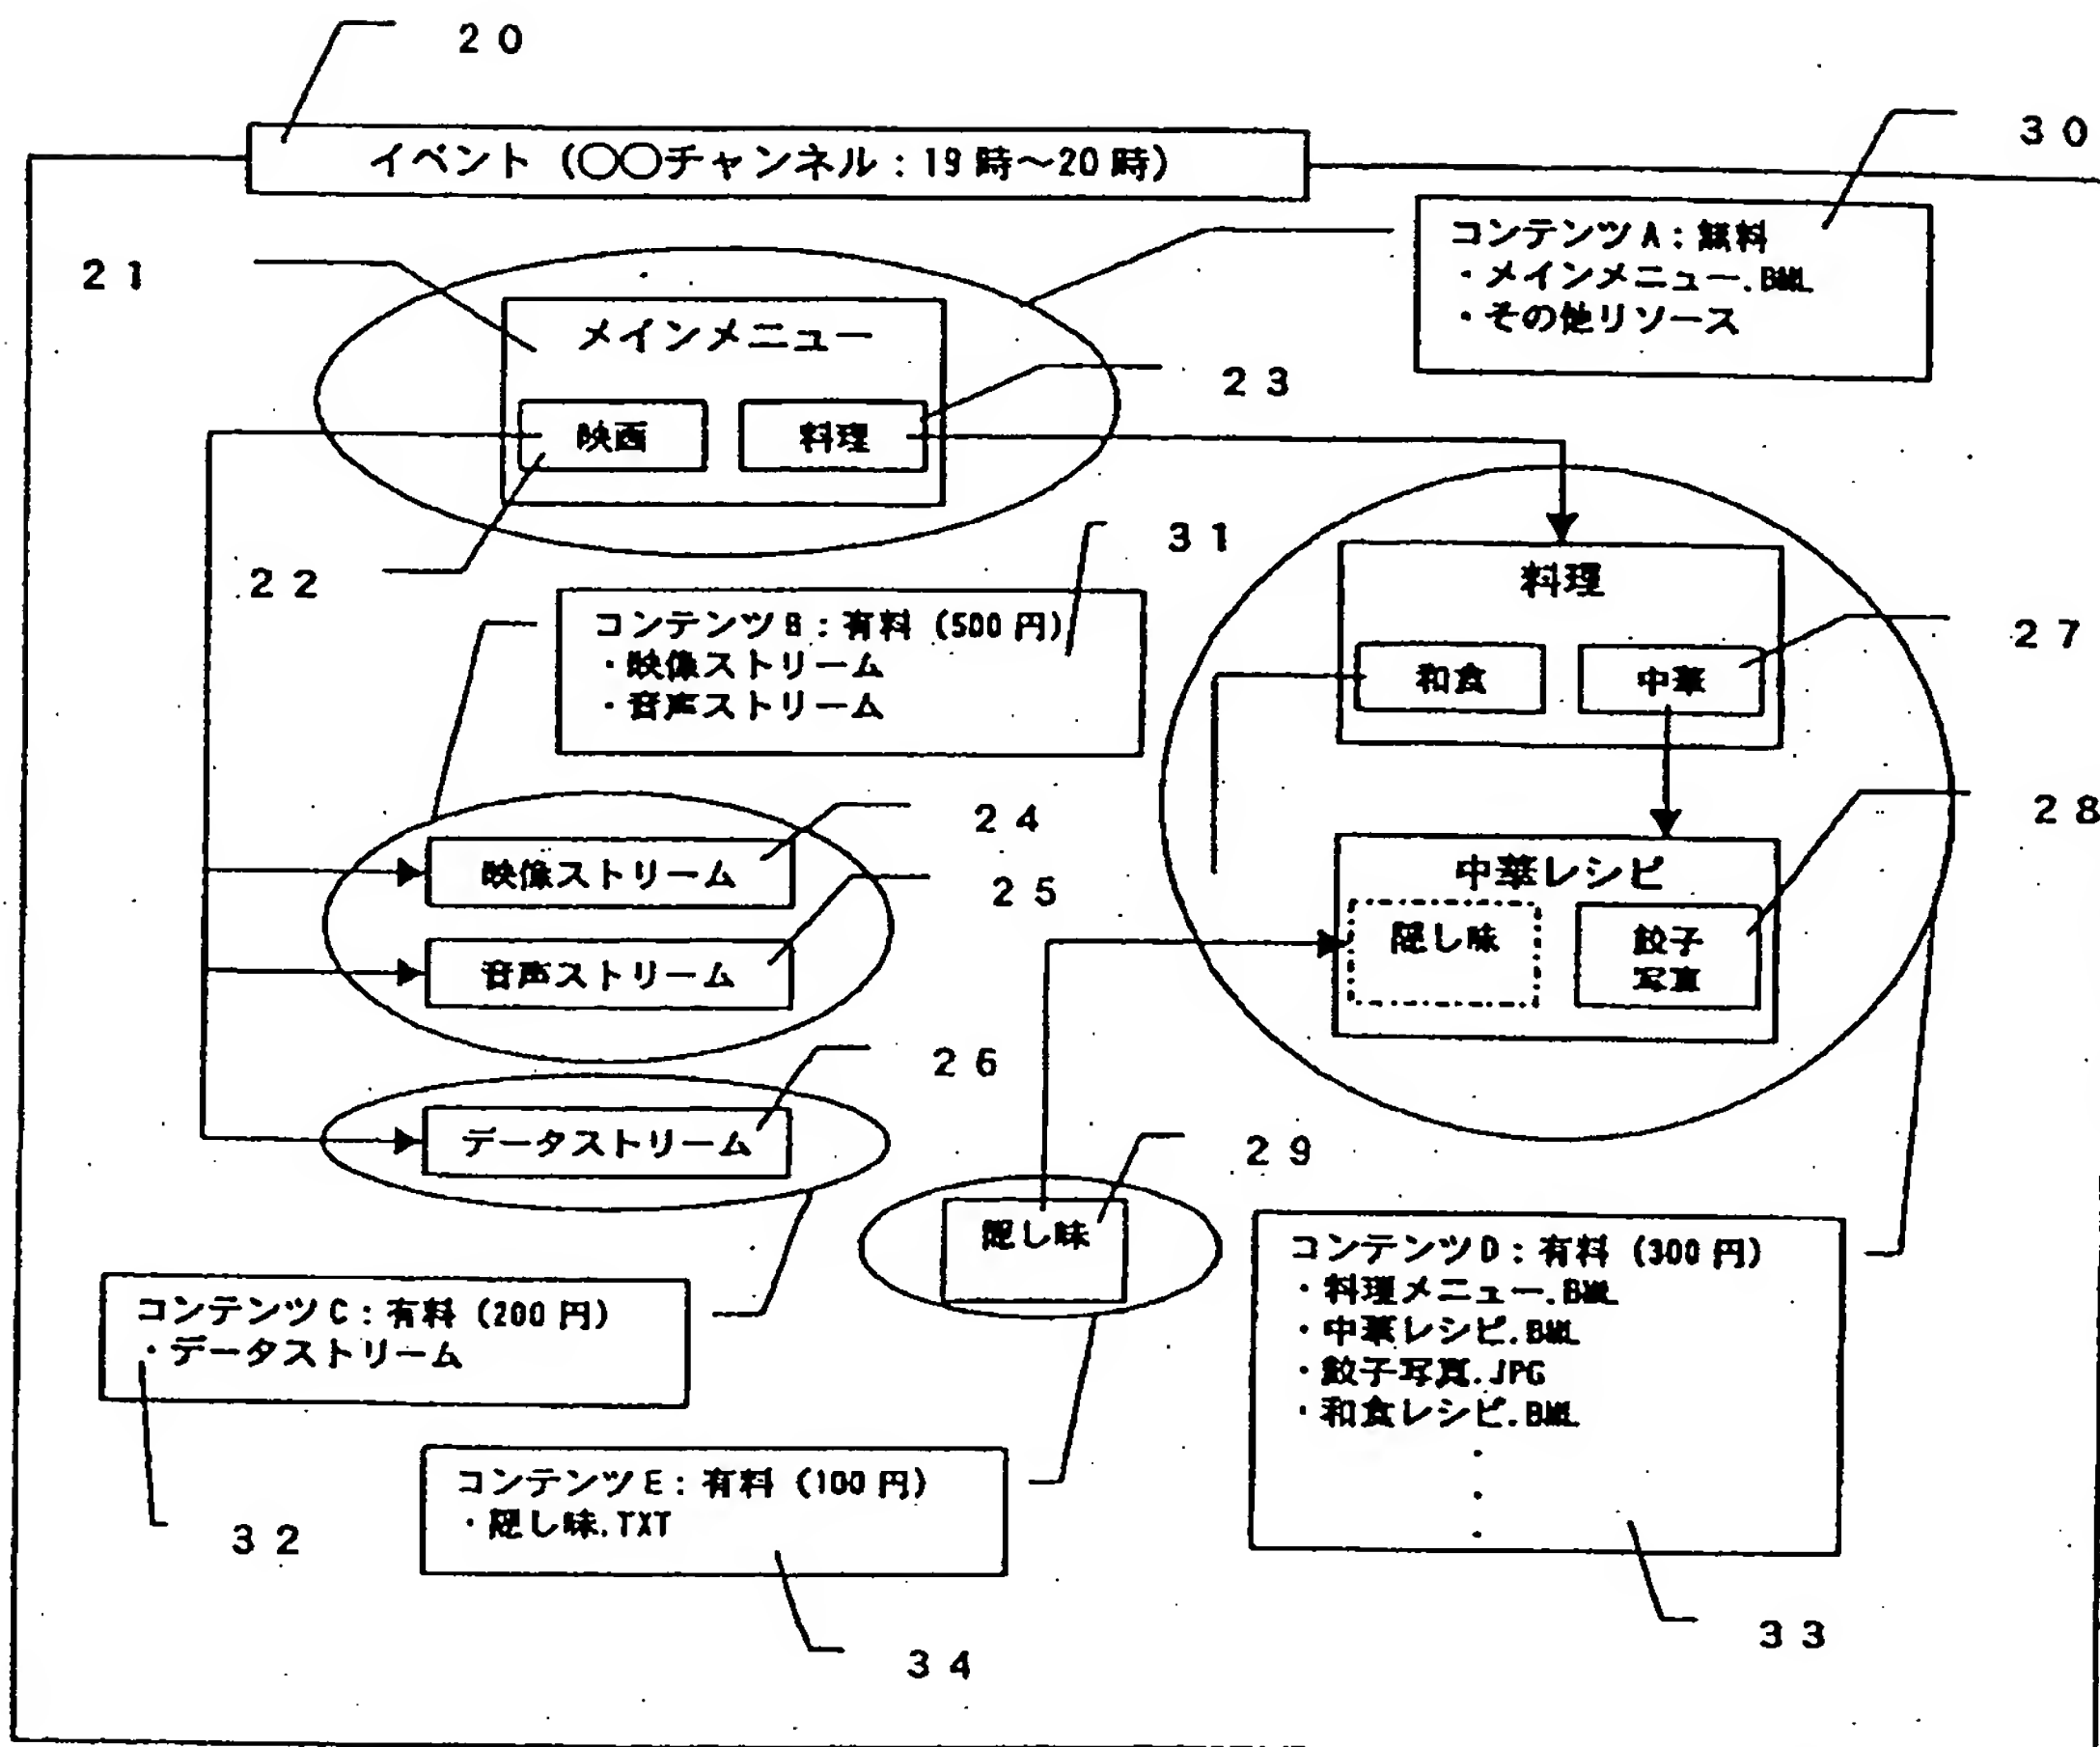 20
イベント（○○チャンネル：19時～20時）
30
コンテンツA：無料
・メインメニュー.BML
・その他リソース
21
メインメニュー
映画
料理
23
22
31
コンテンツB：有料（500円）
・映像ストリーム
・音声ストリーム
料理
和食
中華
27
24
映像ストリーム
25
音声ストリーム
28
中華レシピ
隠し味
餃子
写真
26
データストリーム
29
隠し味
コンテンツC：有料（200円）
・データストリーム
32
コンテンツD：有料（300円）
・料理メニュー.BML
・中華レシピ.BML
・餃子写真.JPG
・和食レシピ.BML
・
・
・
33
コンテンツE：有料（100円）
・隠し味.TXT
34